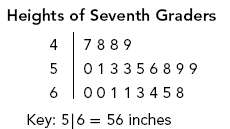 Heights of Seventh Graders
4 | 7 8 8 9
5 | 0 1 3 3 5 6 8 9 9
6 | 0 0 1 1 3 4 5 8
Key: 5|6 = 56 inches